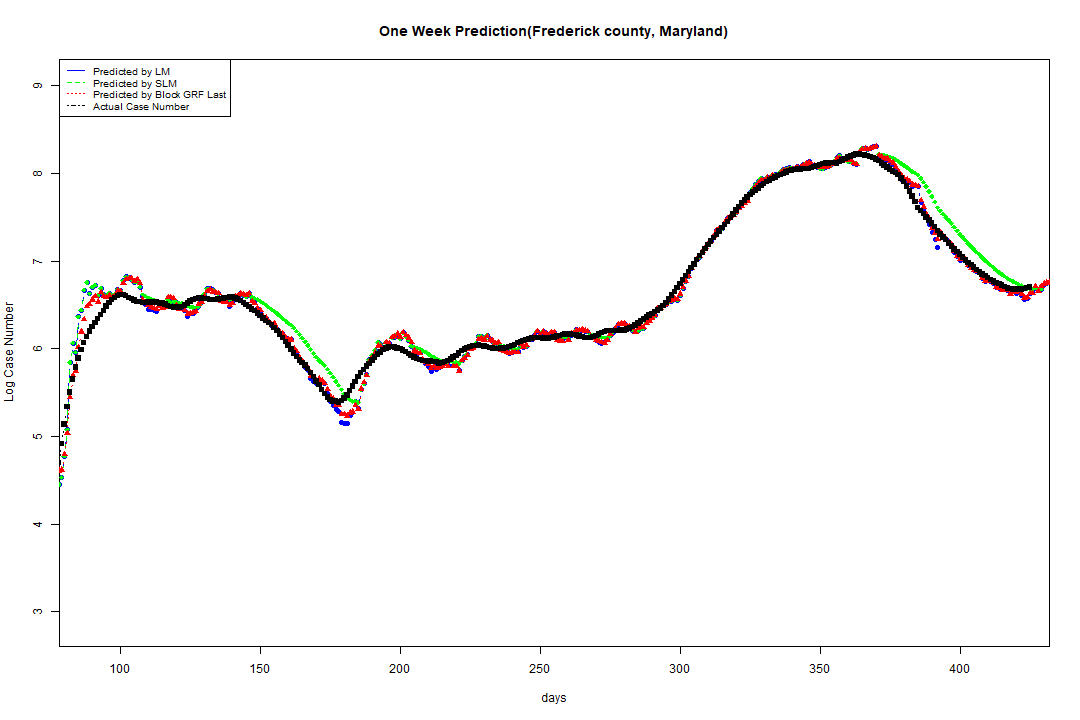 One Week Prediction(Frederick county, Maryland)
Predicted by LM
Predicted by SLM
Predicted by Block GRF Last
Actual Case Number
9
8
7
6
5
4
3
Log Case Number
100 150 200 250 300 350 400
days